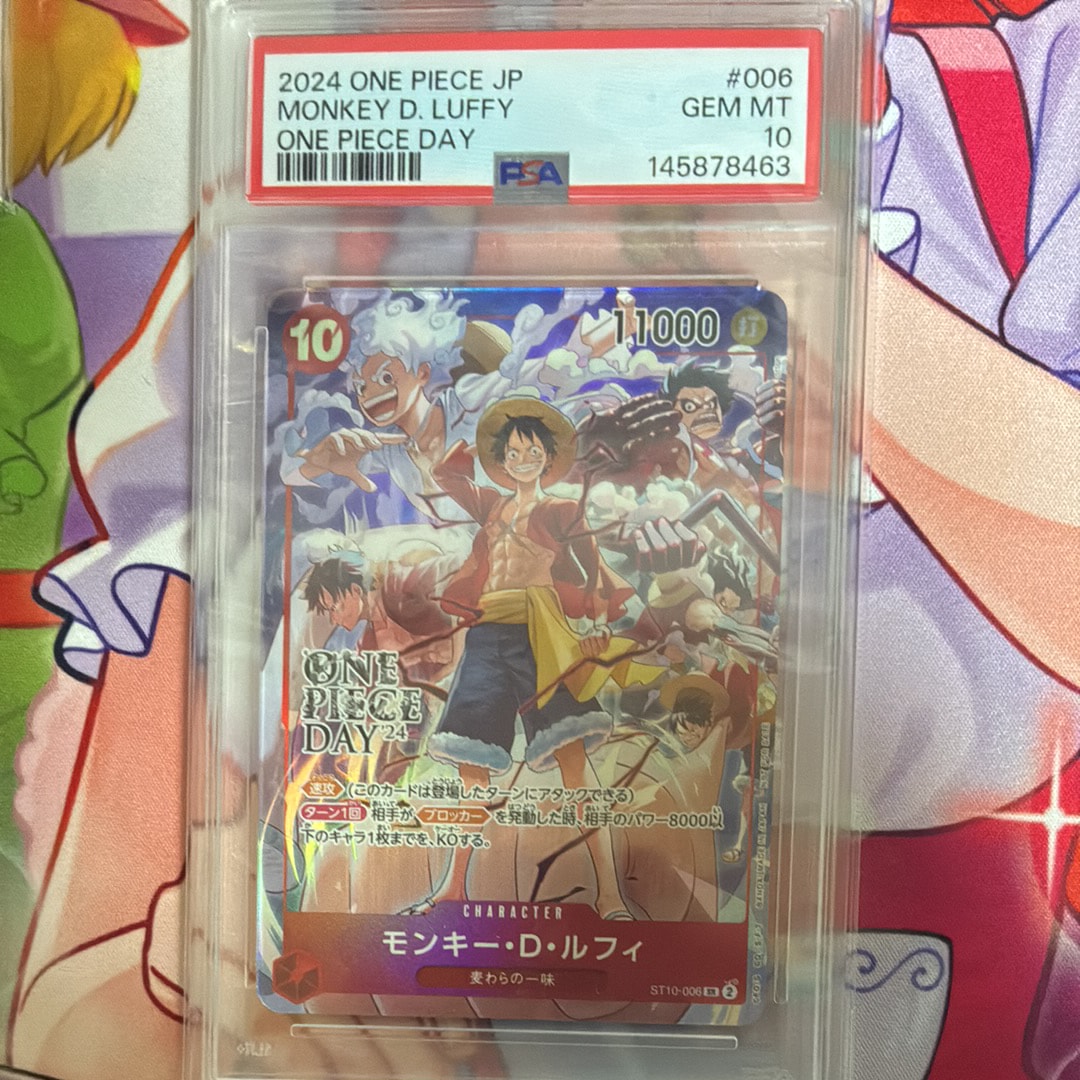 2024 ONE PIECE JP #006
MONKEY D. LUFFY GEM MT
ONE PIECE DAY 10
PSA 145878463
10 11000 打
ONE
PIECE
DAY '24
速攻 (このカードは登場したターンにアタックできる)
ターン1回 相手が、ブロッカー を発動した時、相手のパワー8000以
下のキャラ1枚までを、KOする。
CHARACTER
モンキー・D・ルフィ
麦わらの一味
ST10-006 SR 2